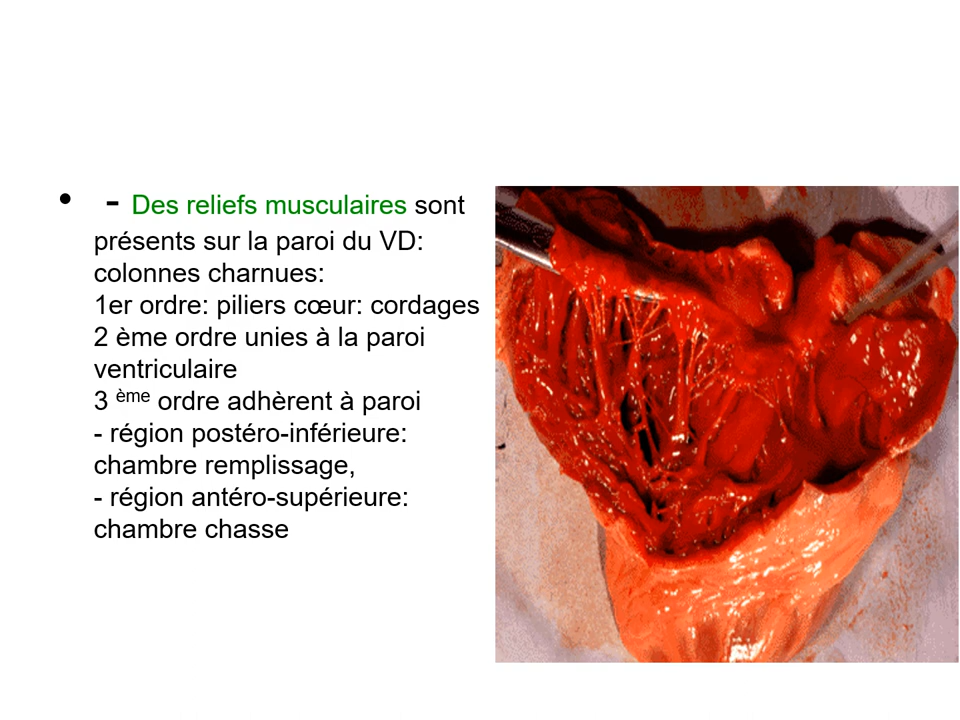 • - Des reliefs musculaires sont
présents sur la paroi du VD:
colonnes charnues:
1er ordre: piliers cœur: cordages
2 ème ordre unies à la paroi
ventriculaire
3 ème ordre adhèrent à paroi
- région postéro-inférieure:
chambre remplissage,
- région antéro-supérieure:
chambre chasse